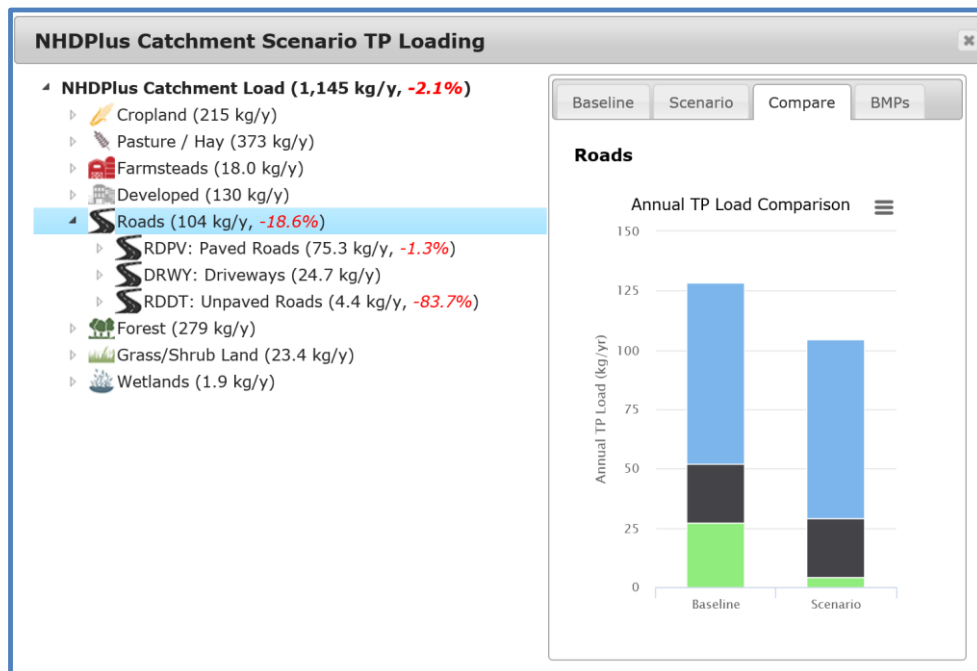 NHDPlus Catchment Scenario TP Loading
NHDPlus Catchment Load (1,145 kg/y, -2.1%)
Cropland (215 kg/y)
Pasture / Hay (373 kg/y)
Farmsteads (18.0 kg/y)
Developed (130 kg/y)
Roads (104 kg/y, -18.6%)
RDPV: Paved Roads (75.3 kg/y, -1.3%)
DRWY: Driveways (24.7 kg/y)
RDDT: Unpaved Roads (4.4 kg/y, -83.7%)
Forest (279 kg/y)
Grass/Shrub Land (23.4 kg/y)
Wetlands (1.9 kg/y)
Baseline Scenario Compare BMPs
Roads
Annual TP Load Comparison
Annual TP Load (kg/yr)
150
125
100
75
50
25
0
Baseline Scenario